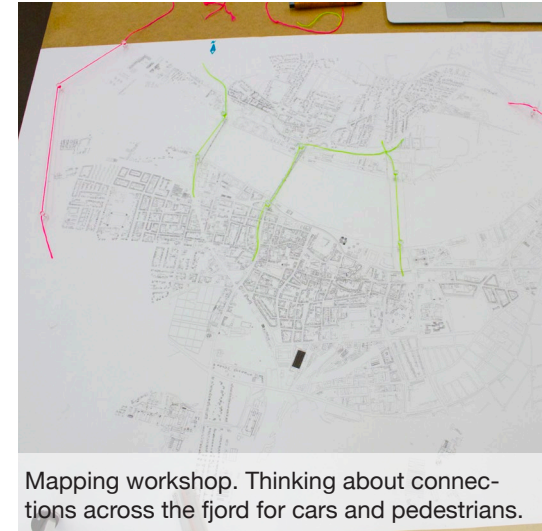 Mapping workshop. Thinking about connec-
tions across the fjord for cars and pedestrians.